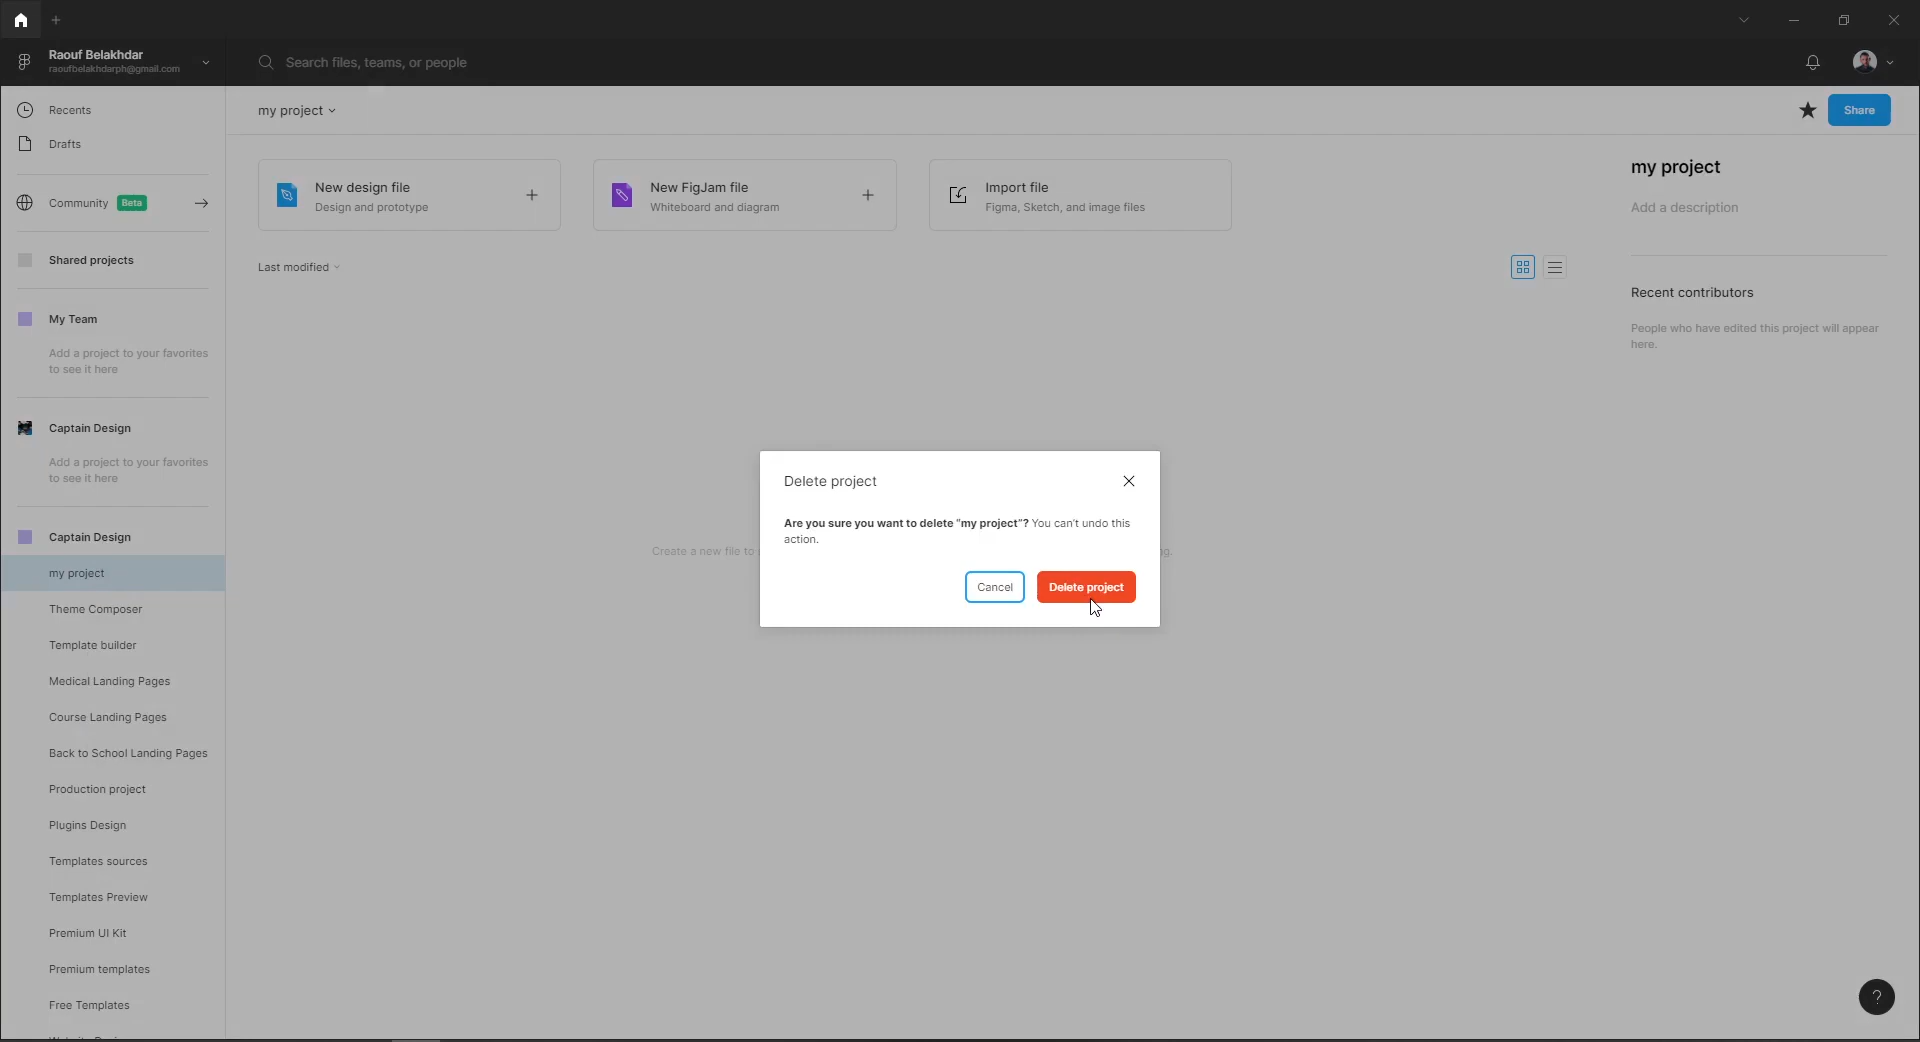 Raouf Belakhdar
raoufbelakhdarph@gmail.com
Search files, teams, or people
Recents
Drafts
Community Beta
Shared projects
My Team
Add a project to your favorites
to see it here
Captain Design
Add a project to your favorites
to see it here
Captain Design
my project
Theme Composer
Template builder
Medical Landing Pages
Course Landing Pages
Back to School Landing Pages
Production project
Plugins Design
Templates sources
Templates Preview
Premium UI Kit
Premium templates
Free Templates
my project
Share
New design file
Design and prototype
New FigJam file
Whiteboard and diagram
Import file
Figma, Sketch, and image files
Last modified
Create a new file to
Delete project
Are you sure you want to delete “my project”? You can't undo this
action.
Cancel
Delete project
my project
Add a description
Recent contributors
People who have edited this project will appear
here.
?